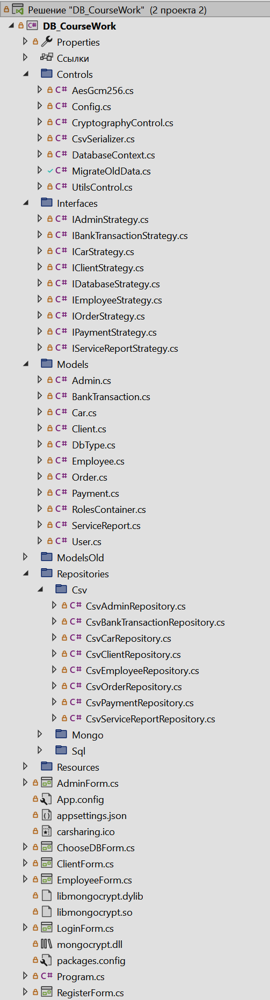 Решение "DB_CourseWork" (2 проекта 2)
DB_CourseWork
Properties
Ссылки
Controls
AesGcm256.cs
Config.cs
CryptographyControl.cs
CsvSerializer.cs
DatabaseContext.cs
MigrateOldData.cs
UtilsControl.cs
Interfaces
IAdminStrategy.cs
IBankTransactionStrategy.cs
ICarStrategy.cs
IClientStrategy.cs
IDatabaseStrategy.cs
IEmployeeStrategy.cs
IOrderStrategy.cs
IPaymentStrategy.cs
IServiceReportStrategy.cs
Models
Admin.cs
BankTransaction.cs
Car.cs
Client.cs
DbType.cs
Employee.cs
Order.cs
Payment.cs
RolesContainer.cs
ServiceReport.cs
User.cs
ModelsOld
Repositories
Csv
CsvAdminRepository.cs
CsvBankTransactionRepository.cs
CsvCarRepository.cs
CsvClientRepository.cs
CsvEmployeeRepository.cs
CsvOrderRepository.cs
CsvPaymentRepository.cs
CsvServiceReportRepository.cs
Mongo
Sql
Resources
AdminForm.cs
App.config
appsettings.json
carsharing.ico
ChooseDBForm.cs
ClientForm.cs
EmployeeForm.cs
libmongocrypt.dylib
libmongocrypt.so
LoginForm.cs
mongocrypt.dll
packages.config
Program.cs
RegisterForm.cs